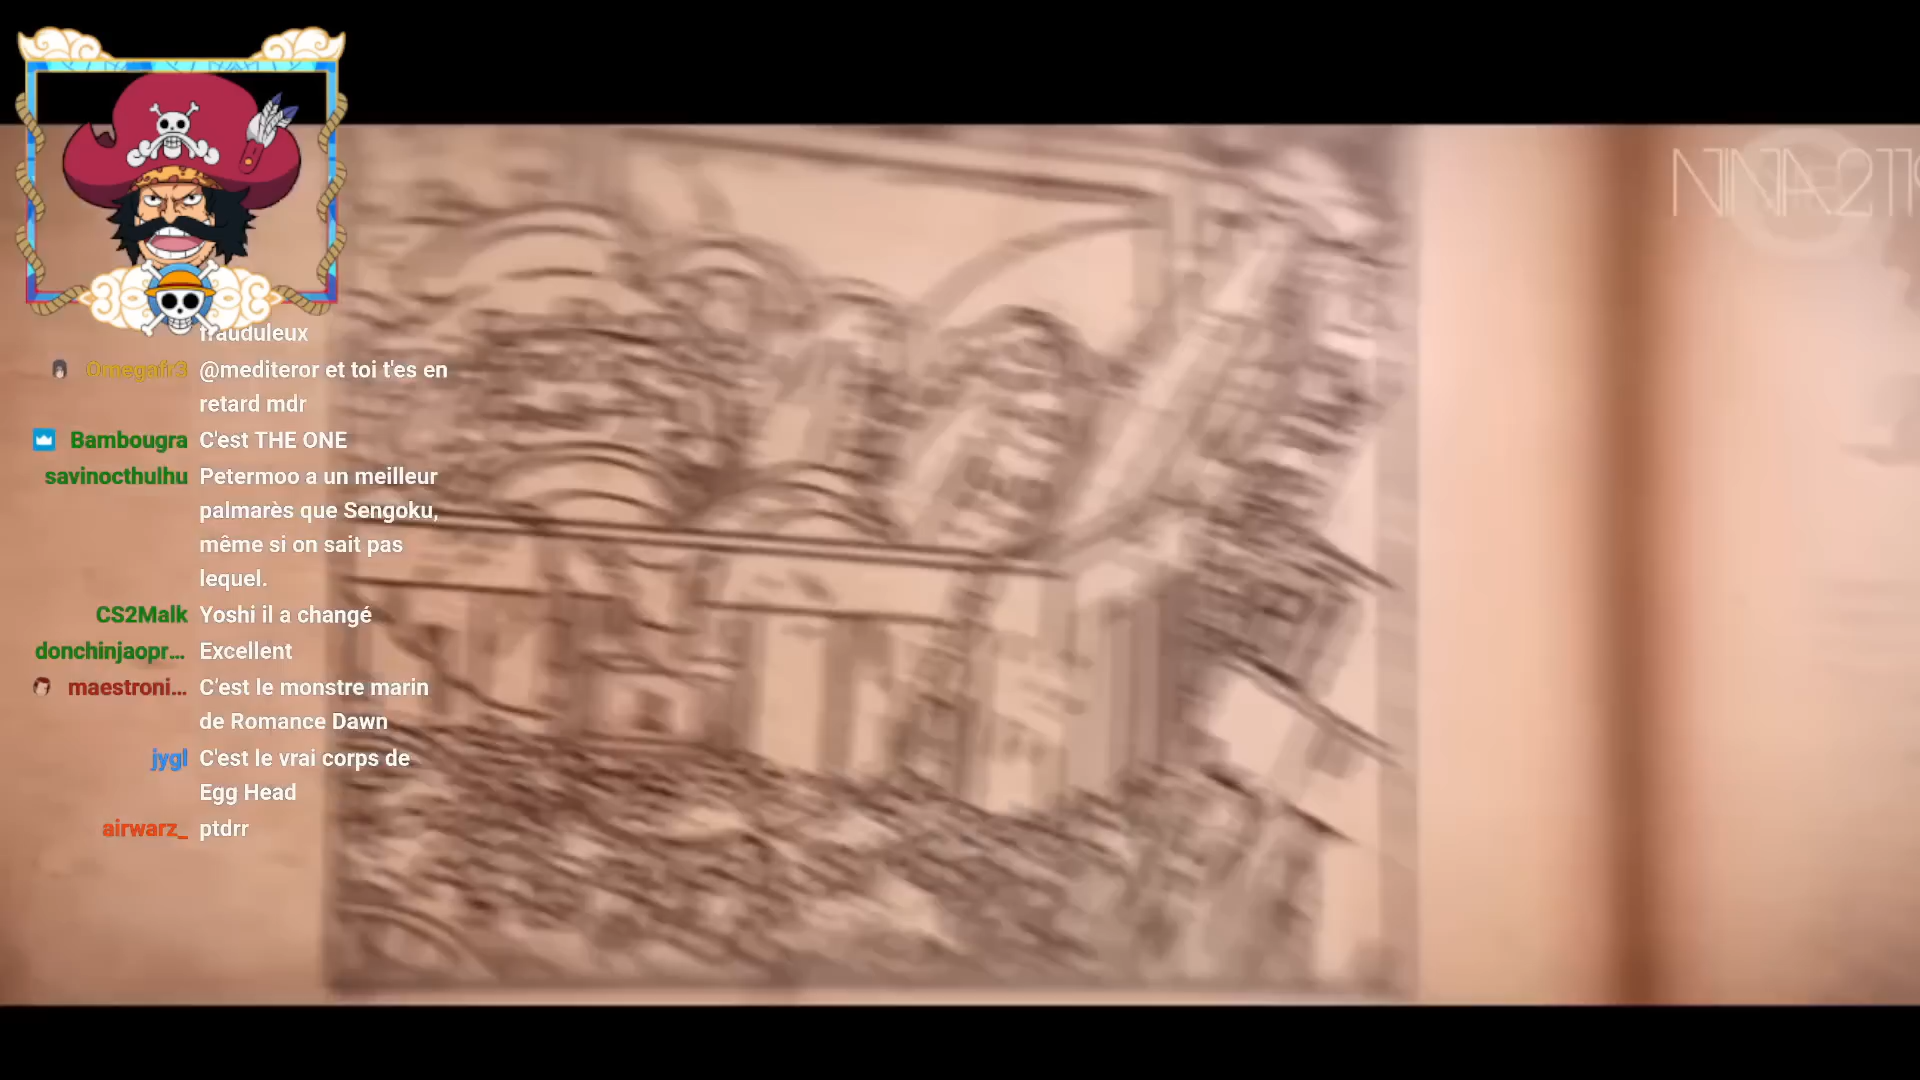 NINA211
frauduleux
Omegafr3 @mediteror et toi t'es en
retard mdr
Bambougra C'est THE ONE
savinocthulhu Petermoo a un meilleur
palmarès que Sengoku,
même si on sait pas
lequel.
CS2Malk Yoshi il a changé
donchinjaopr... Excellent
maestroni... C'est le monstre marin
de Romance Dawn
jygl C'est le vrai corps de
Egg Head
airwarz_ ptdrr